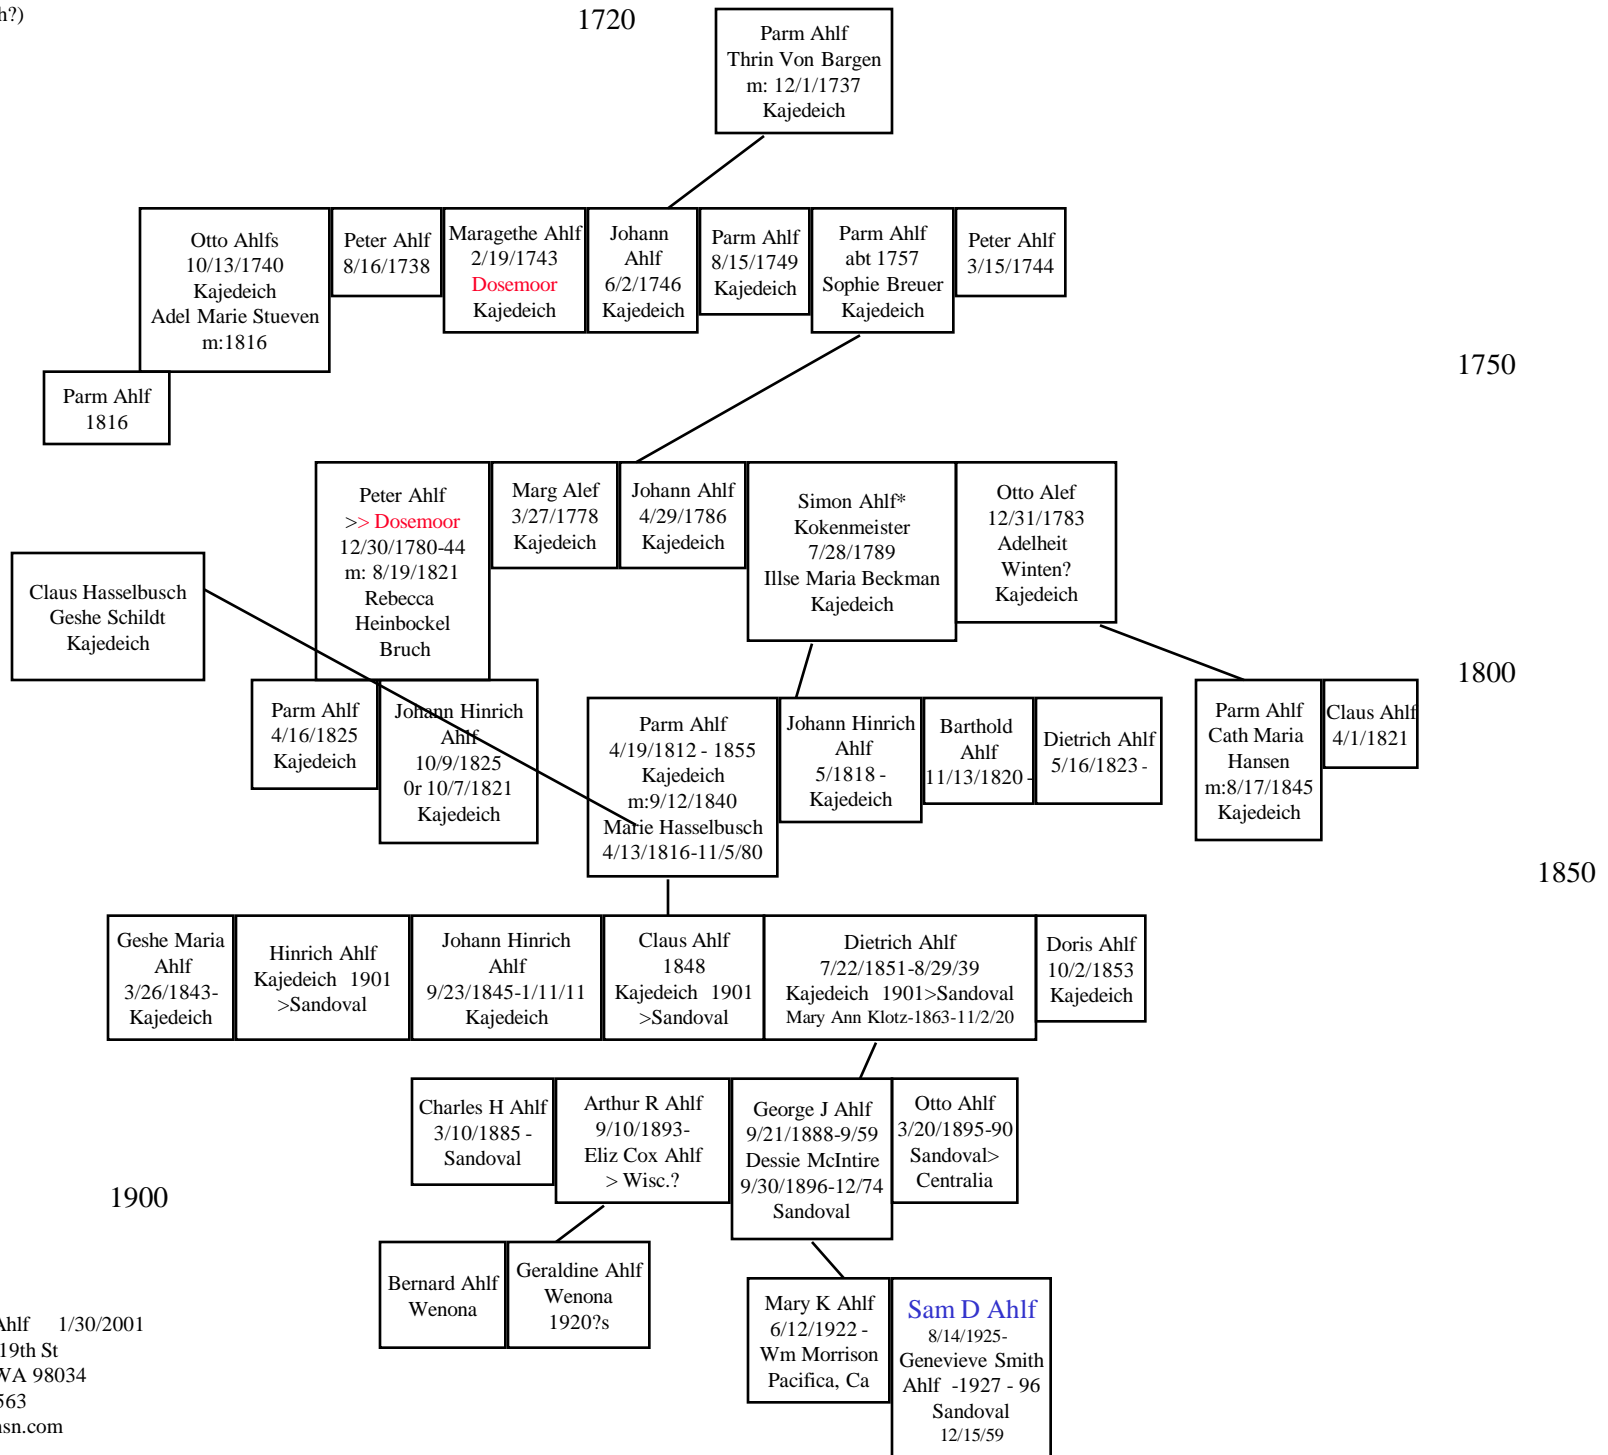 h?)
1720
Parm Ahlf
Thrin Von Bargen
m: 12/1/1737
Kajedeich
Otto Ahlfs
10/13/1740
Kajedeich
Adel Marie Stueven
m:1816
Peter Ahlf
8/16/1738
Maragethe Ahlf
2/19/1743
Dosemoor
Kajedeich
Johann
Ahlf
6/2/1746
Kajedeich
Parm Ahlf
8/15/1749
Kajedeich
Parm Ahlf
abt 1757
Sophie Breuer
Kajedeich
Peter Ahlf
3/15/1744
1750
Parm Ahlf
1816
Peter Ahlf
>> Dosemoor
12/30/1780-44
m: 8/19/1821
Rebecca
Heinbockel
Bruch
Marg Alef
3/27/1778
Kajedeich
Johann Ahlf
4/29/1786
Kajedeich
Simon Ahlf*
Kokenmeister
7/28/1789
Illse Maria Beckman
Kajedeich
Otto Alef
12/31/1783
Adelheit
Winten?
Kajedeich
Claus Hasselbusch
Geshe Schildt
Kajedeich
1800
Parm Ahlf
4/16/1825
Kajedeich
Johann Hinrich
Ahlf
10/9/1825
0r 10/7/1821
Kajedeich
Parm Ahlf
4/19/1812 - 1855
Kajedeich
m:9/12/1840
Marie Hasselbusch
4/13/1816-11/5/80
Johann Hinrich
Ahlf
5/1818 -
Kajedeich
Barthold
Ahlf
11/13/1820 -
Dietrich Ahlf
5/16/1823 -
Parm Ahlf
Cath Maria
Hansen
m:8/17/1845
Kajedeich
Claus Ahlf
4/1/1821
1850
Geshe Maria
Ahlf
3/26/1843-
Kajedeich
Hinrich Ahlf
Kajedeich 1901
>Sandoval
Johann Hinrich
Ahlf
9/23/1845-1/11/11
Kajedeich
Claus Ahlf
1848
Kajedeich 1901
>Sandoval
Dietrich Ahlf
7/22/1851-8/29/39
Kajedeich 1901>Sandoval
Mary Ann Klotz-1863-11/2/20
Doris Ahlf
10/2/1853
Kajedeich
Charles H Ahlf
3/10/1885 -
Sandoval
Arthur R Ahlf
9/10/1893-
Eliz Cox Ahlf
> Wisc.?
George J Ahlf
9/21/1888-9/59
Dessie McIntire
9/30/1896-12/74
Sandoval
Otto Ahlf
3/20/1895-90
Sandoval>
Centralia
1900
Bernard Ahlf
Wenona
Geraldine Ahlf
Wenona
1920?s
Mary K Ahlf
6/12/1922 -
Wm Morrison
Pacifica, Ca
Sam D Ahlf
8/14/1925-
Genevieve Smith
Ahlf -1927 - 96
Sandoval
12/15/59
Ahlf 1/30/2001
19th St
WA 98034
563
nsn.com